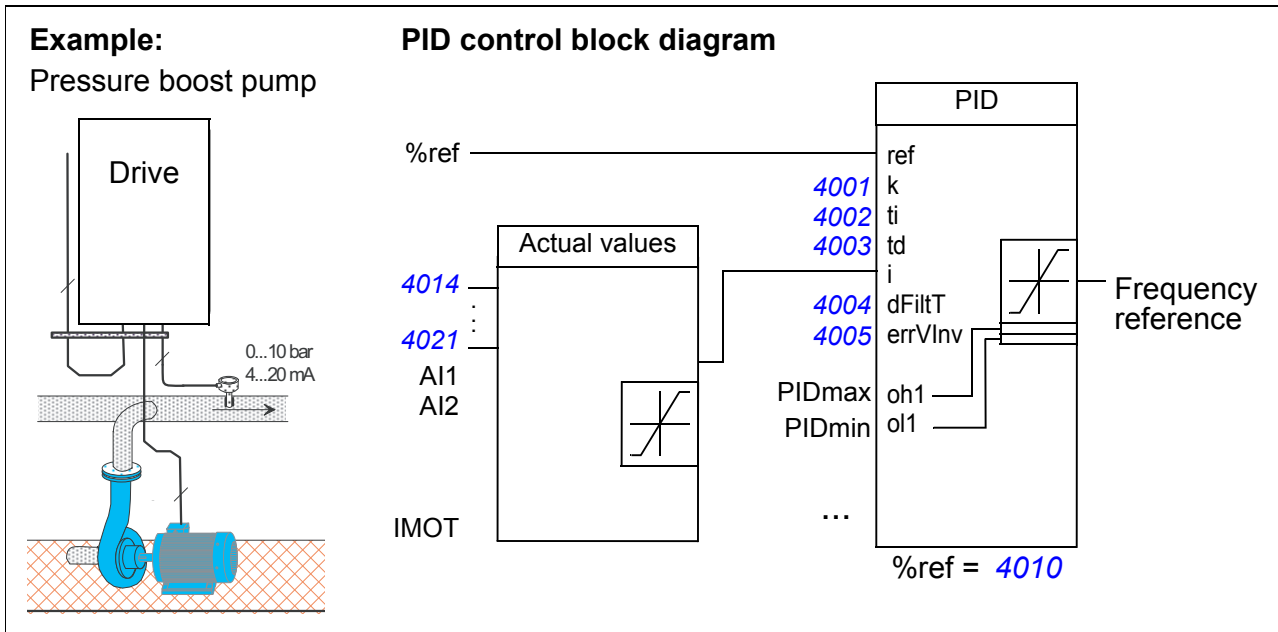 Example:
Pressure boost pump
Drive
0...10 bar
4...20 mA
PID control block diagram
%ref
Actual values
4014
⋮
4021
AI1
AI2
IMOT
PID
ref
4001 k
4002 ti
4003 td
i
4004 dFiltT
4005 errVInv
PIDmax oh1
PIDmin ol1
...
Frequency
reference
%ref = 4010